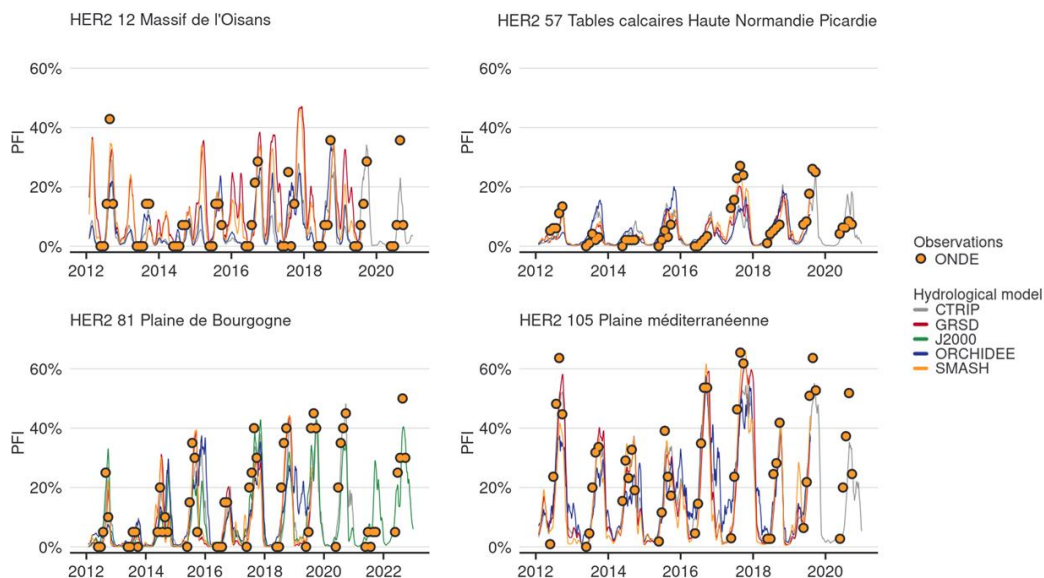 HER2 12 Massif de l'Oisans
HER2 57 Tables calcaires Haute Normandie Picardie
60%
40%
20%
0%
PFI
2012 2014 2016 2018 2020
60%
40%
20%
0%
PFI
2012 2014 2016 2018 2020
Observations
ONDE
Hydrological model
CTRIP
GRSD
J2000
ORCHIDEE
SMASH
HER2 81 Plaine de Bourgogne
HER2 105 Plaine méditerranéenne
60%
40%
20%
0%
PFI
2012 2014 2016 2018 2020 2022
60%
40%
20%
0%
PFI
2012 2014 2016 2018 2020